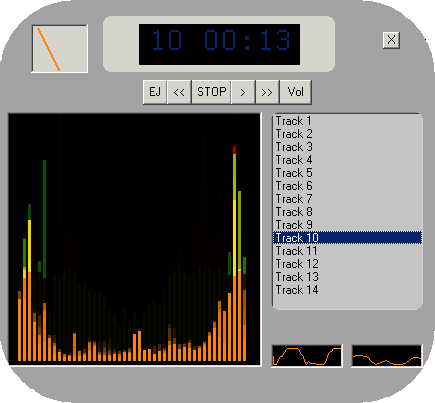 10 00:13
X
EJ << STOP > >> Vol
Track 1
Track 2
Track 3
Track 4
Track 5
Track 6
Track 7
Track 8
Track 9
Track 10
Track 11
Track 12
Track 13
Track 14